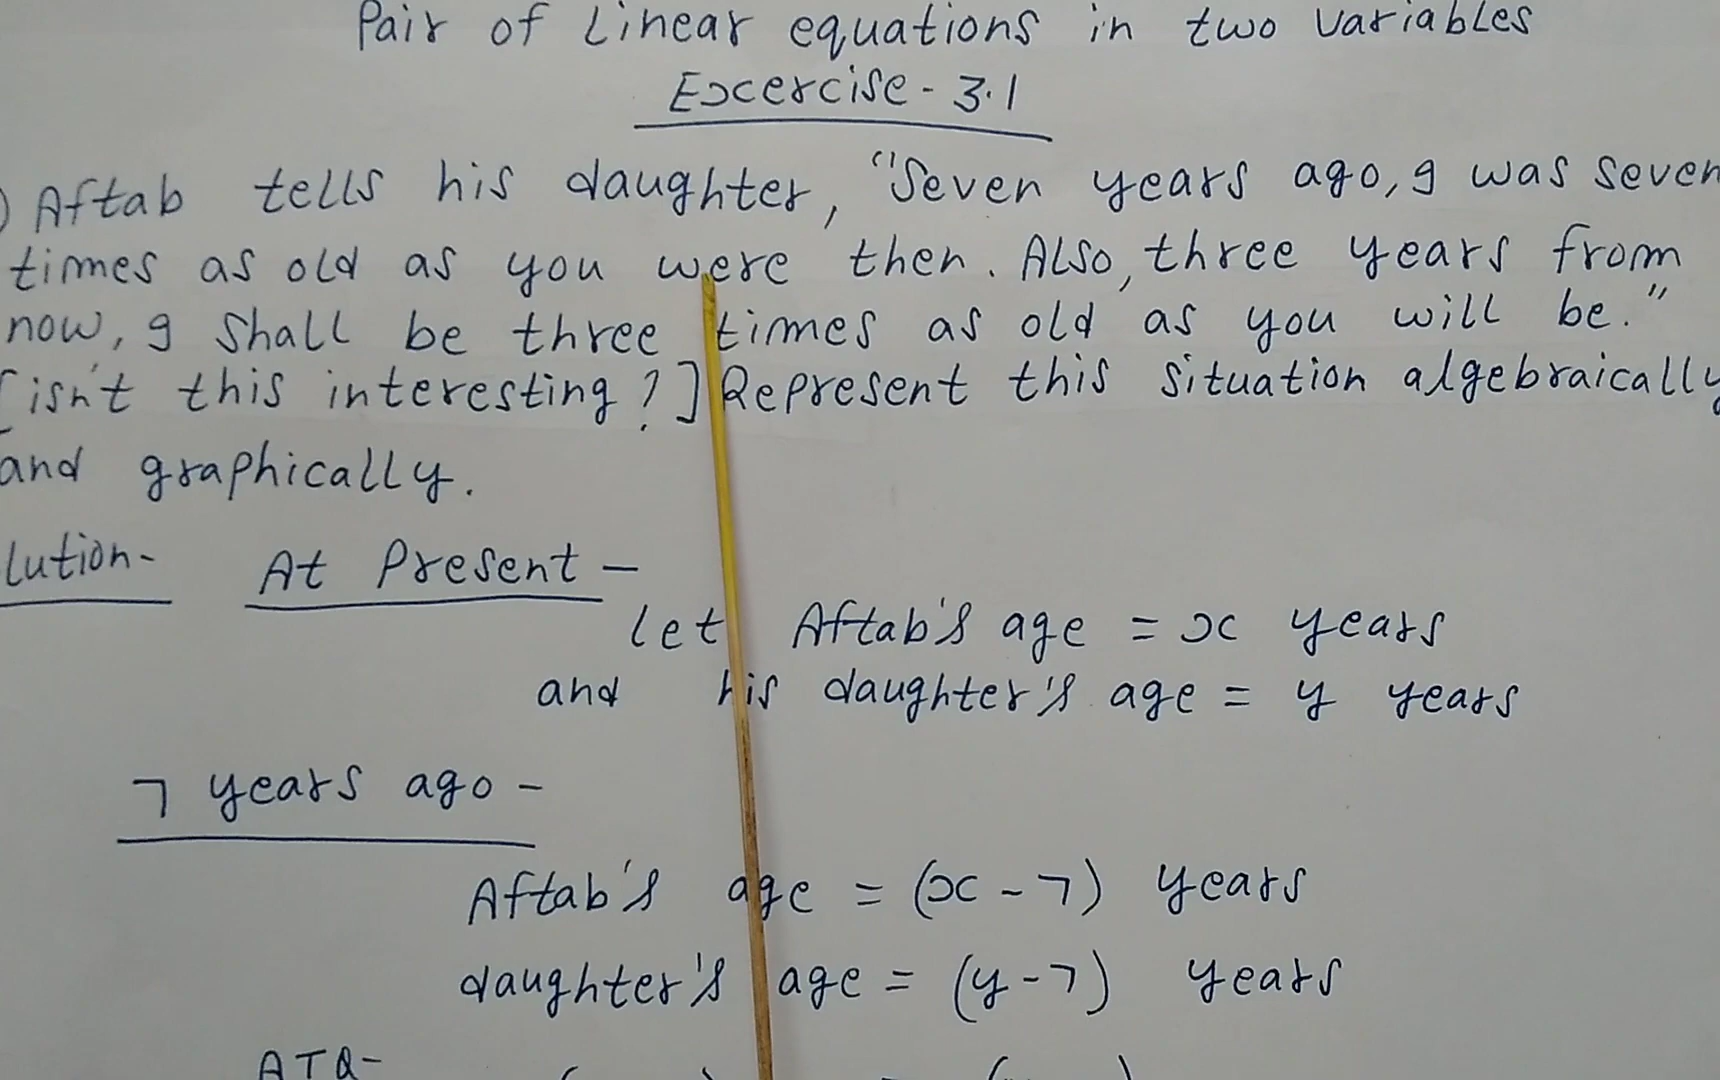 Pair of Linear equations in two variables
Excercise - 3.1
) Aftab tells his daughter, "Seven years ago, I was seven
times as old as you were then. Also, three years from
now, I Shall be three times as old as you will be."
[isn't this interesting?] Represent this situation algebraically
and graphically.
lution- At Present -
Let Aftab's age = x years
and his daughter's age = y years
7 years ago -
Aftab's age = (x - 7) years
daughter's age = (y - 7) years
ATQ-